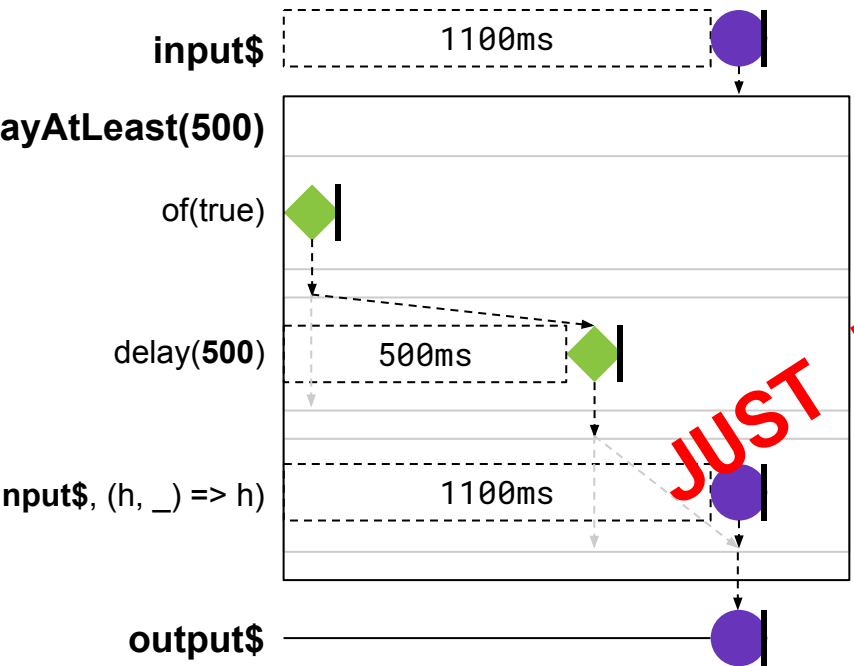 input$ 1100ms
ayAtLeast(500)
of(true)
delay(500) 500ms
JUST
nput$, (h, _) => h) 1100ms
output$